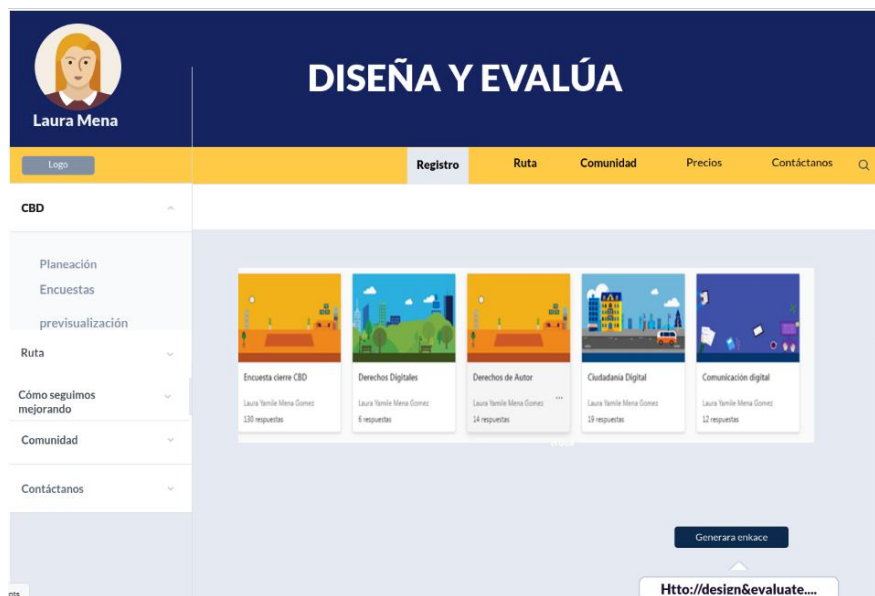 Laura Mena
DISEÑA Y EVALÚA
Logo
Registro
Ruta
Comunidad
Precios
Contáctanos
CBD
Planeación
Encuestas
previsualización
Ruta
Cómo seguimos
mejorando
Comunidad
Contáctanos
Encuesta cierre CBD
Laura Yamile Mena Gomez
130 respuestas
Derechos Digitales
Laura Yamile Mena Gomez
6 respuestas
Derechos de Autor
Laura Yamile Mena Gomez
...
14 respuestas
Ciudadanía Digital
Laura Yamile Mena Gomez
19 respuestas
Comunicación digital
Laura Yamile Mena Gomez
12 respuestas
Generara enkace
Htto://design&evaluate....